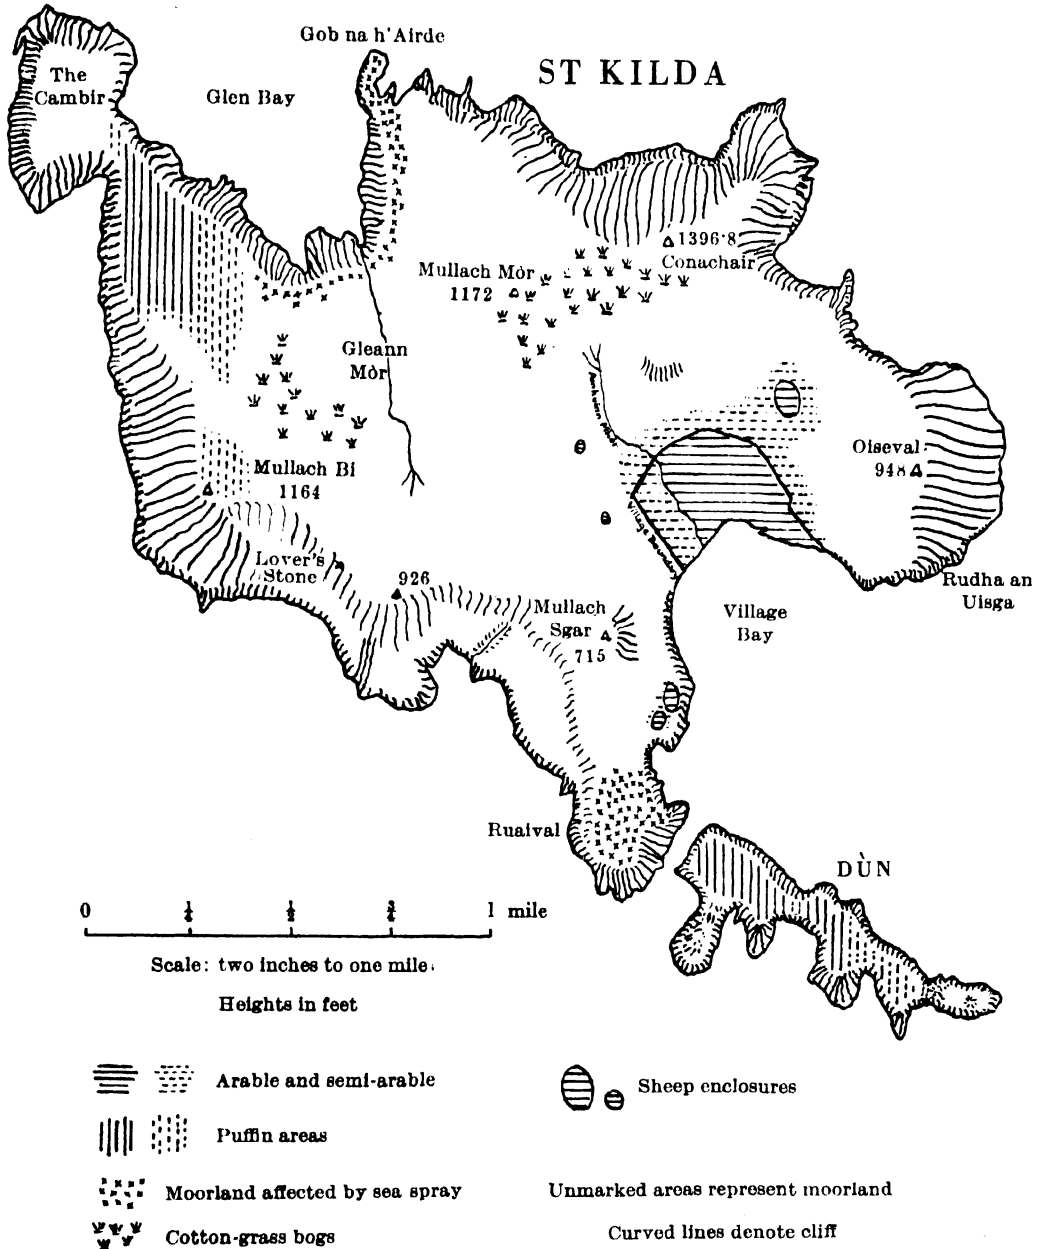 Gob na h'Airde
ST KILDA
The
Cambir
Glen Bay
1396·8
Conachair
Mullach Mòr
1172
Gleann
Mòr
Oiseval
948
Mullach Bi
1164
Village Boundary
Lover's
Stone
926
Mullach
Sgar
715
Village
Bay
Rudha an
Uisga
Ruaival
DÙN
0 ¼ ½ ¾ 1 mile
Scale: two inches to one mile.
Heights in feet
Arable and semi-arable
Sheep enclosures
Puffin areas
Moorland affected by sea spray
Unmarked areas represent moorland
Cotton-grass bogs
Curved lines denote cliff